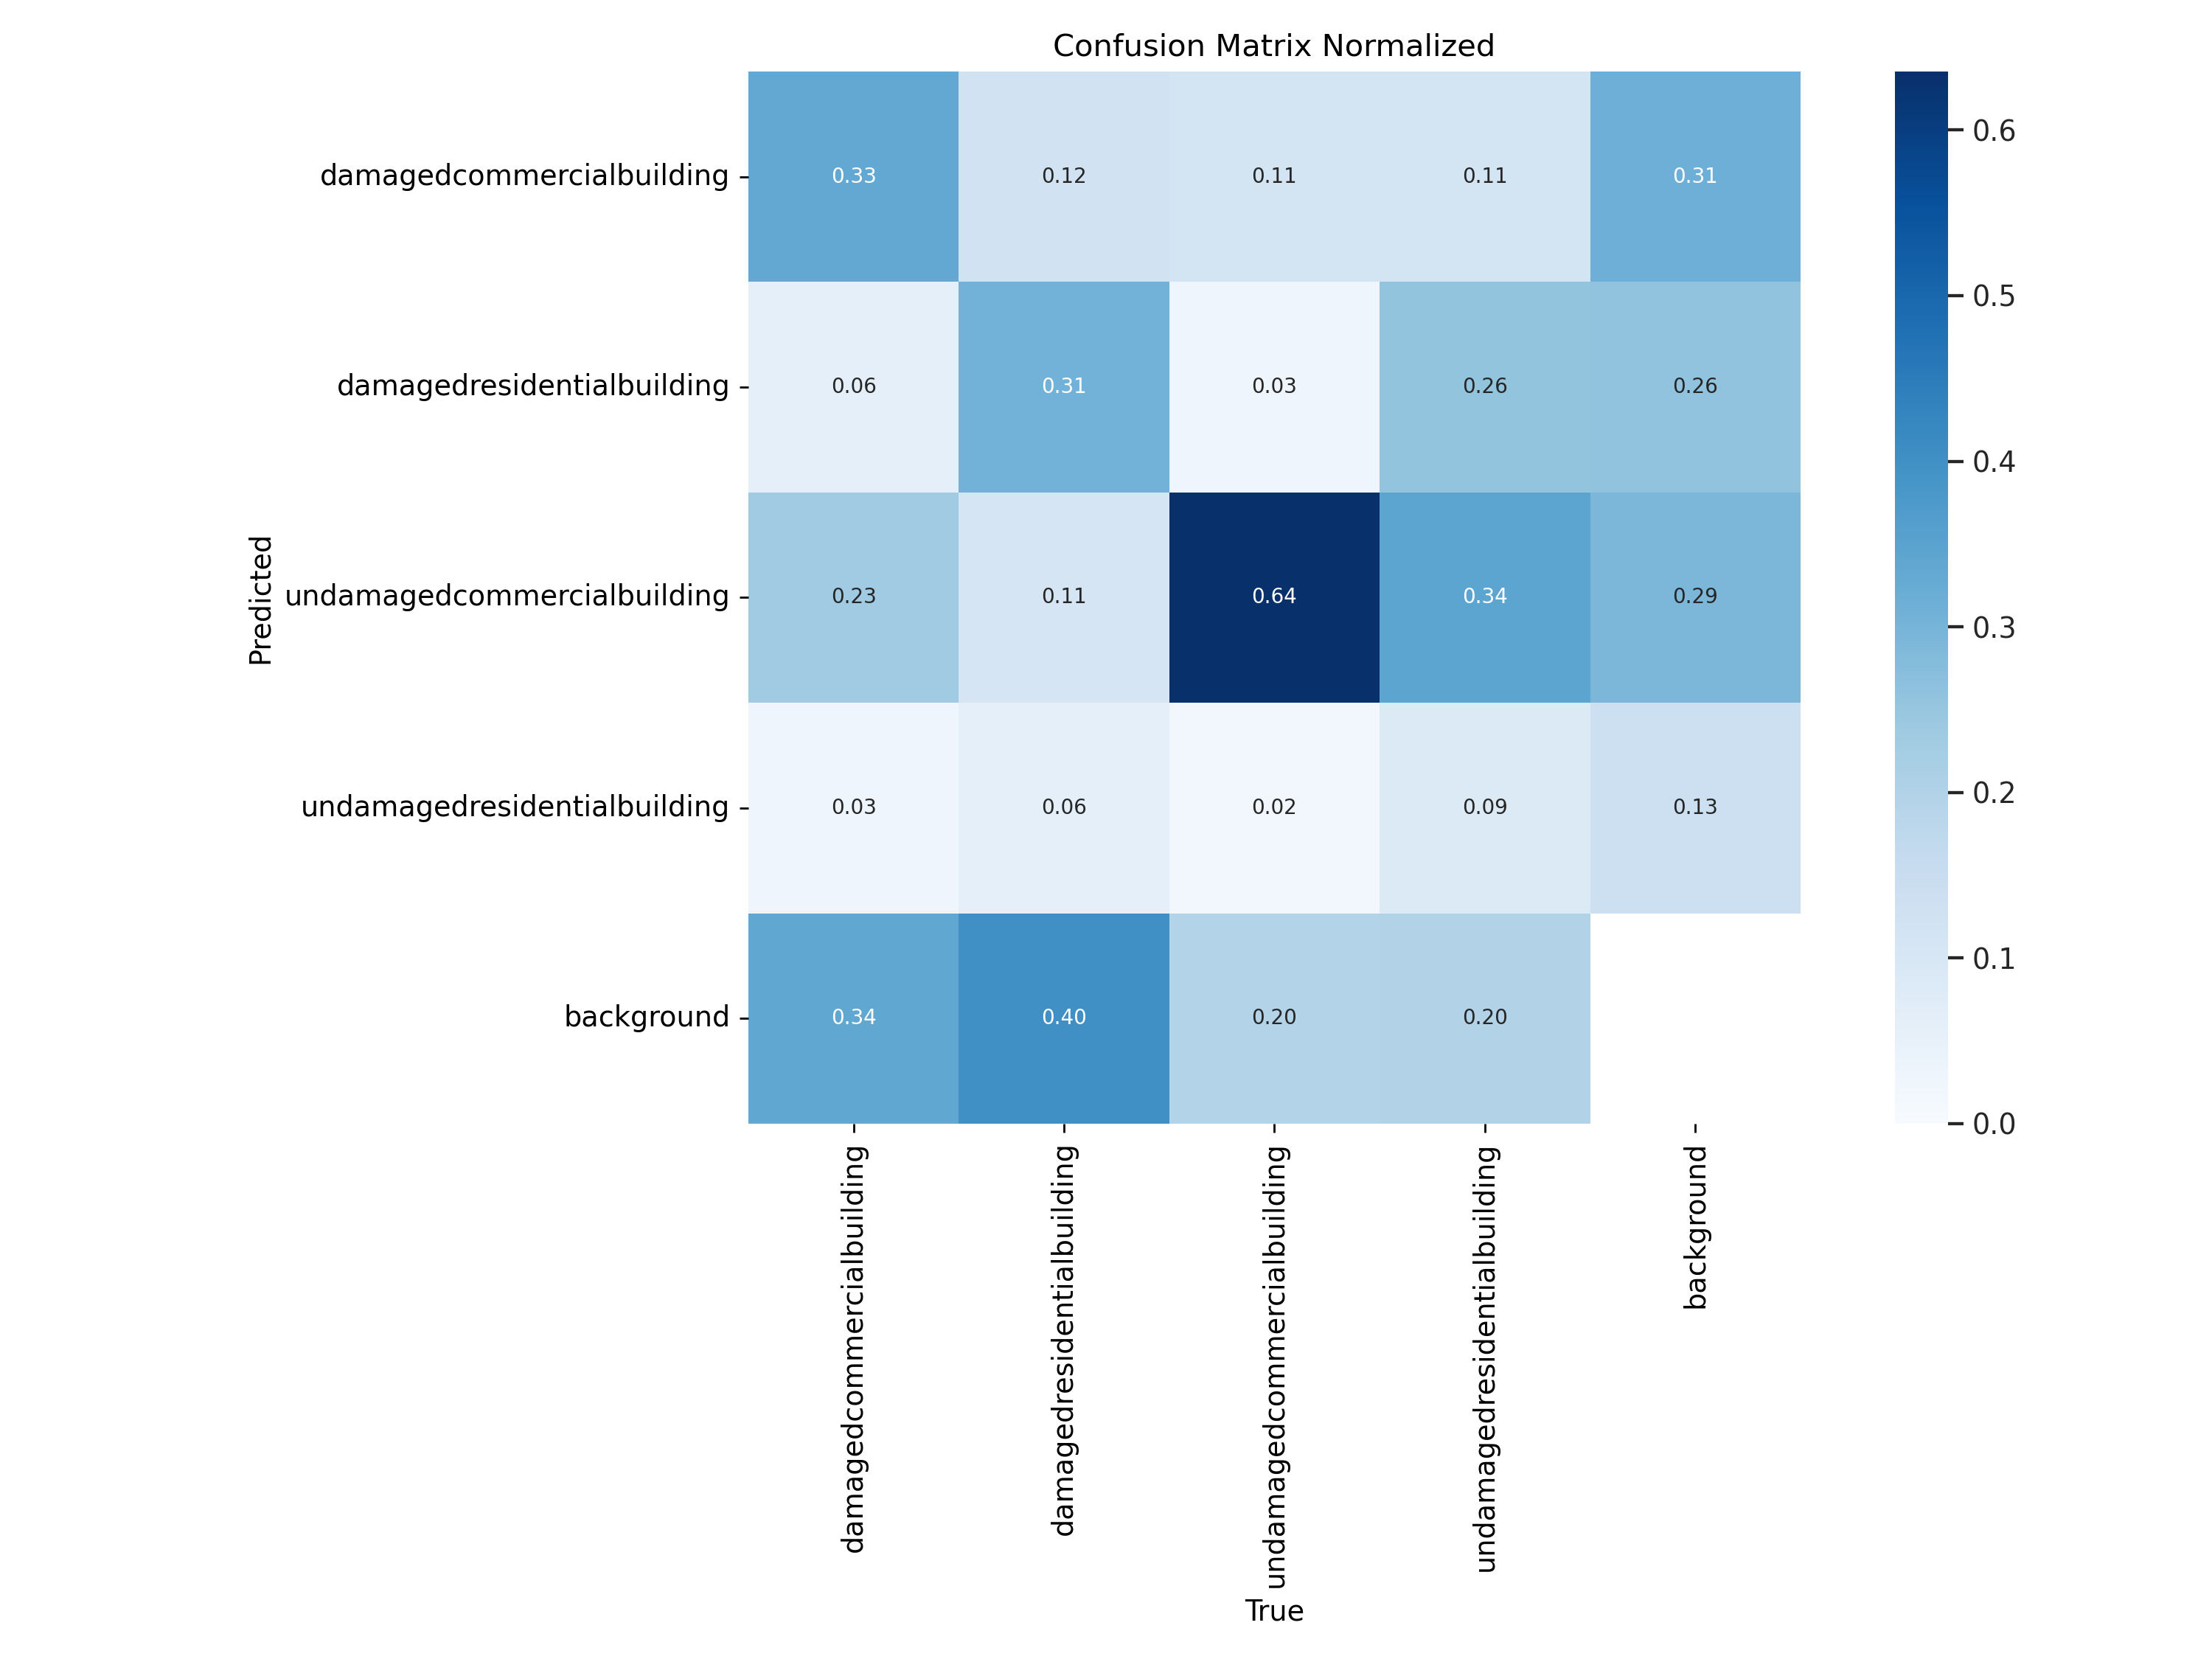 Confusion Matrix Normalized
damagedcommercialbuilding
0.33 0.12 0.11 0.11 0.31
damagedresidentialbuilding
0.06 0.31 0.03 0.26 0.26
undamagedcommercialbuilding
0.23 0.11 0.64 0.34 0.29
undamagedresidentialbuilding
0.03 0.06 0.02 0.09 0.13
background
0.34 0.40 0.20 0.20
Predicted
damagedcommercialbuilding
damagedresidentialbuilding
undamagedcommercialbuilding
undamagedresidentialbuilding
background
True
0.6
0.5
0.4
0.3
0.2
0.1
0.0